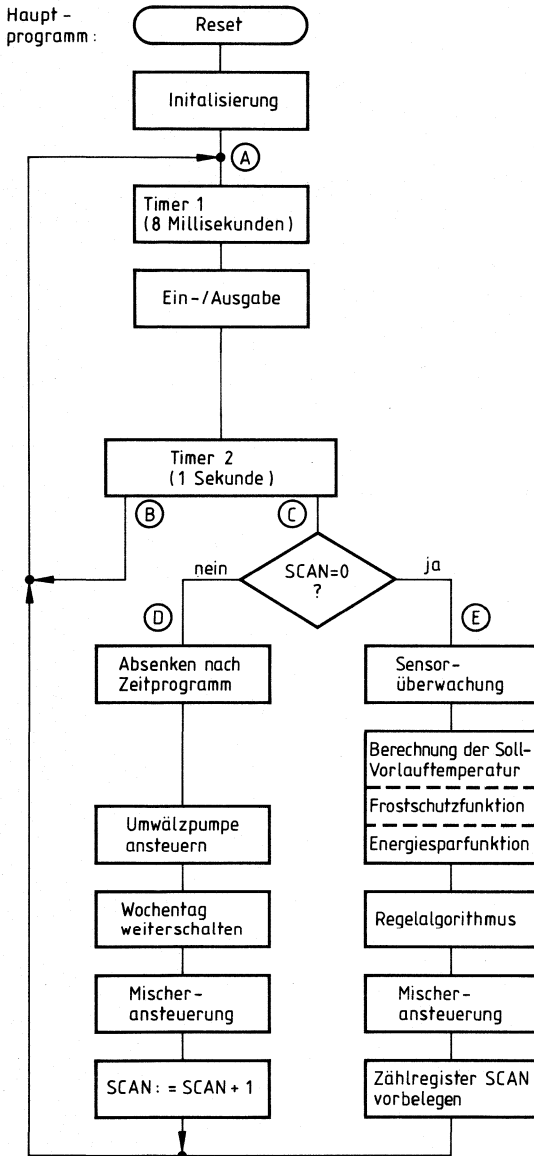 Haupt-
programm:
Reset
Initalisierung
A
Timer 1
(8 Millisekunden)
Ein-/Ausgabe
Timer 2
(1 Sekunde)
B
C
nein
SCAN=0
?
ja
D
E
Absenken nach
Zeitprogramm
Umwälzpumpe
ansteuern
Wochentag
weiterschalten
Mischer-
ansteuerung
SCAN: = SCAN + 1
Sensor-
überwachung
Berechnung der Soll-
Vorlauftemperatur
Frostschutzfunktion
Energiesparfunktion
Regelalgorithmus
Mischer-
ansteuerung
Zählregister SCAN
vorbelegen